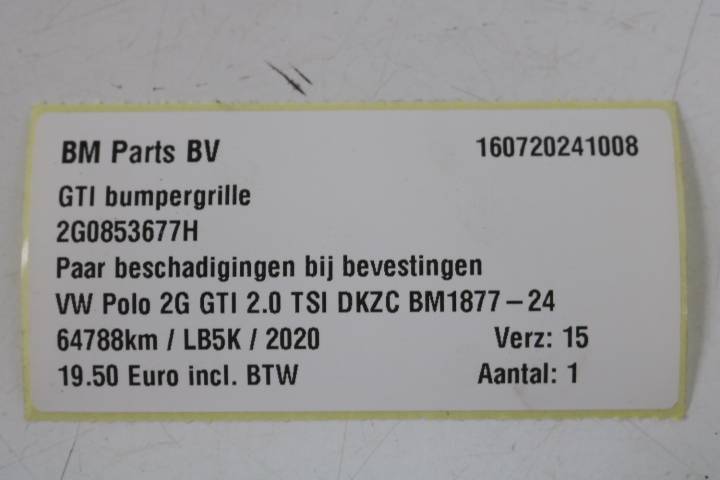 BM Parts BV 160720241008
GTI bumpergrille
2G0853677H
Paar beschadigingen bij bevestingen
VW Polo 2G GTI 2.0 TSI DKZC BM1877-24
64788km / LB5K / 2020 Verz: 15
19.50 Euro incl. BTW Aantal: 1